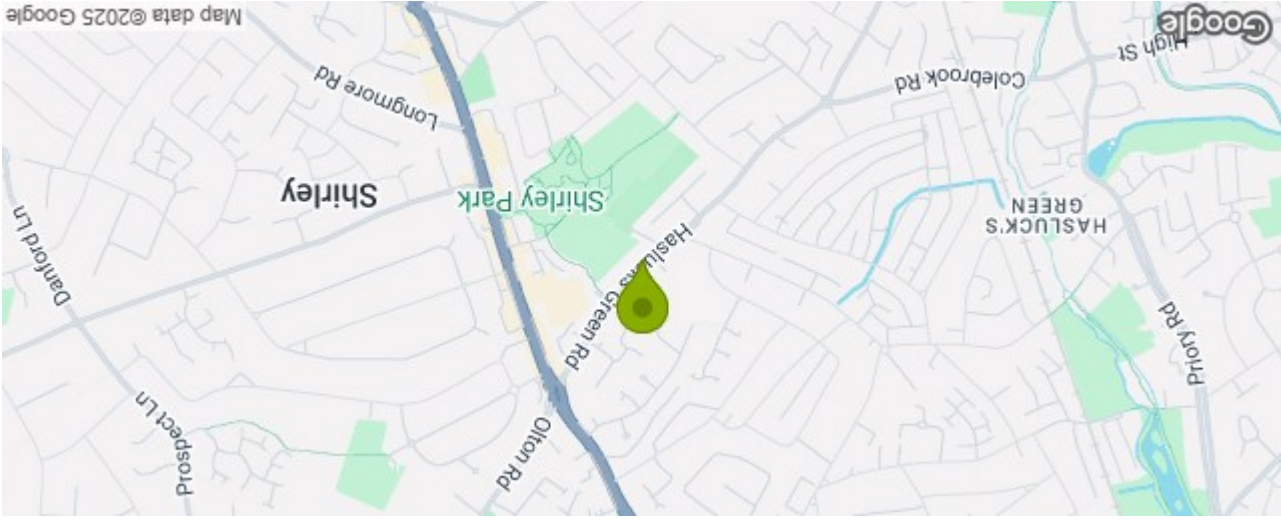 Olton Rd
Prospect Ln
Priory Rd
Haslucks Green Rd
HASLUCK'S
GREEN
Shirley Park
Shirley
Danford Ln
Longmore Rd
Colebrook Rd
High St
Google
Map data ©2025 Google